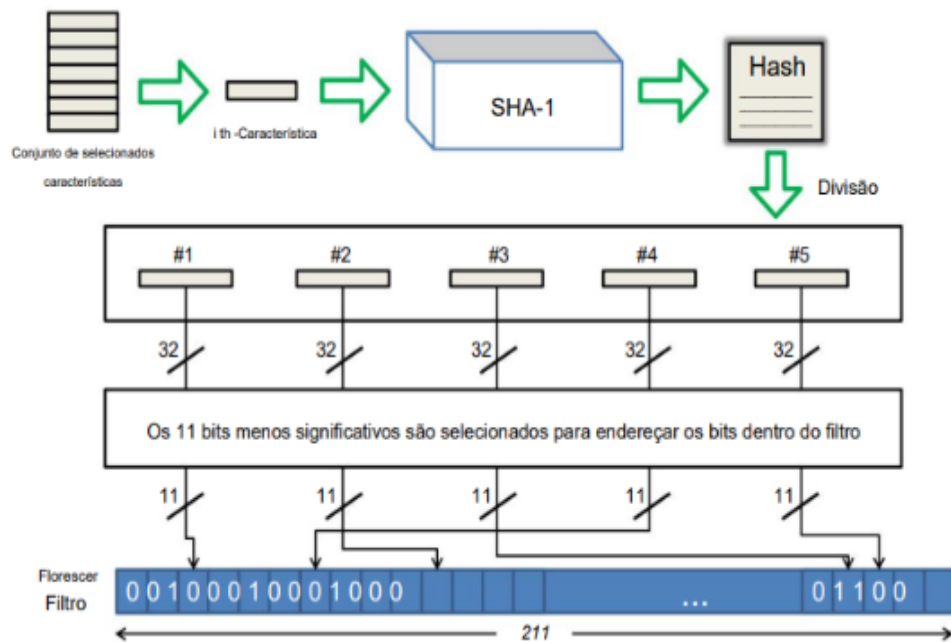 Conjunto de selecionados
características
i th -Característica
SHA-1
Hash
Divisão
#1 #2 #3 #4 #5
32 32 32 32 32
Os 11 bits menos significativos são selecionados para endereçar os bits dentro do filtro
11 11 11 11 11
Florescer
Filtro
0 0 1 0 0 0 1 0 0 0 1 0 0 0 ... 0 1 1 0 0
211